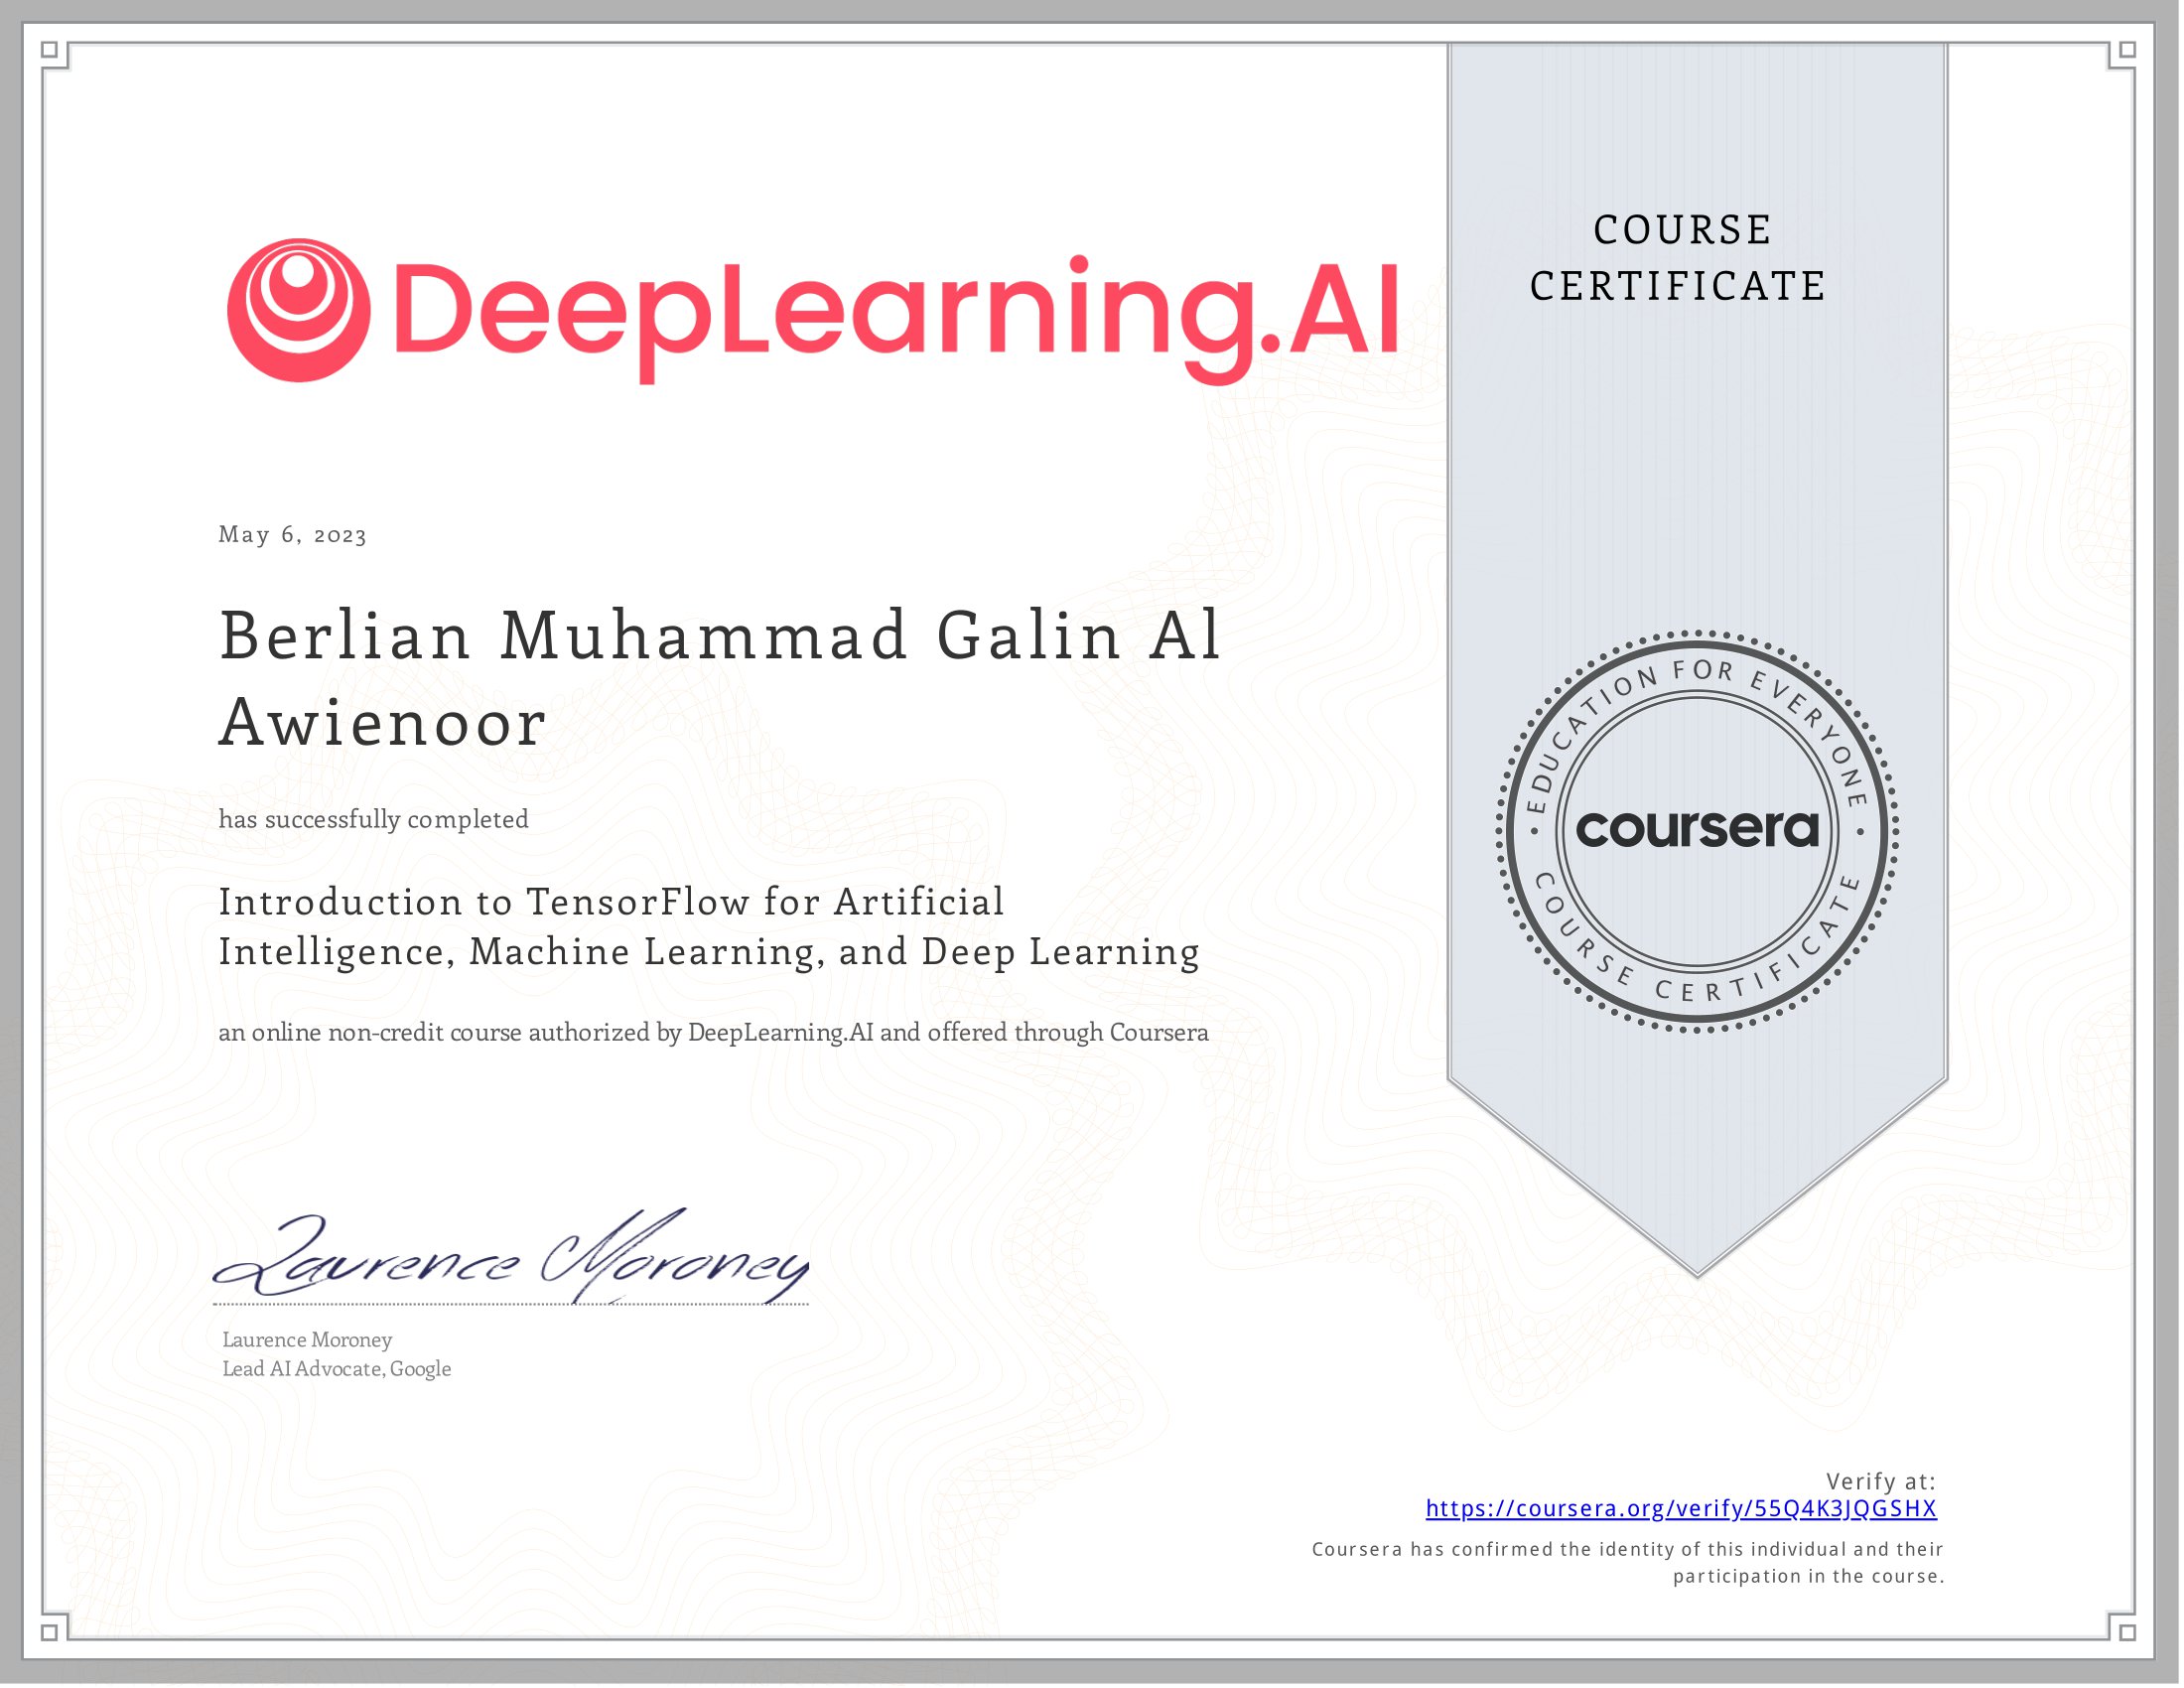 DeepLearning.AI
COURSE
CERTIFICATE
May 6, 2023
Berlian Muhammad Galin Al
Awienoor
has successfully completed
Introduction to TensorFlow for Artificial
Intelligence, Machine Learning, and Deep Learning
an online non-credit course authorized by DeepLearning.AI and offered through Coursera
EDUCATION FOR EVERYONE
coursera
COURSE CERTIFICATE
Laurence Moroney
Laurence Moroney
Lead AI Advocate, Google
Verify at:
https://coursera.org/verify/55Q4K3JQGSHX
Coursera has confirmed the identity of this individual and their
participation in the course.